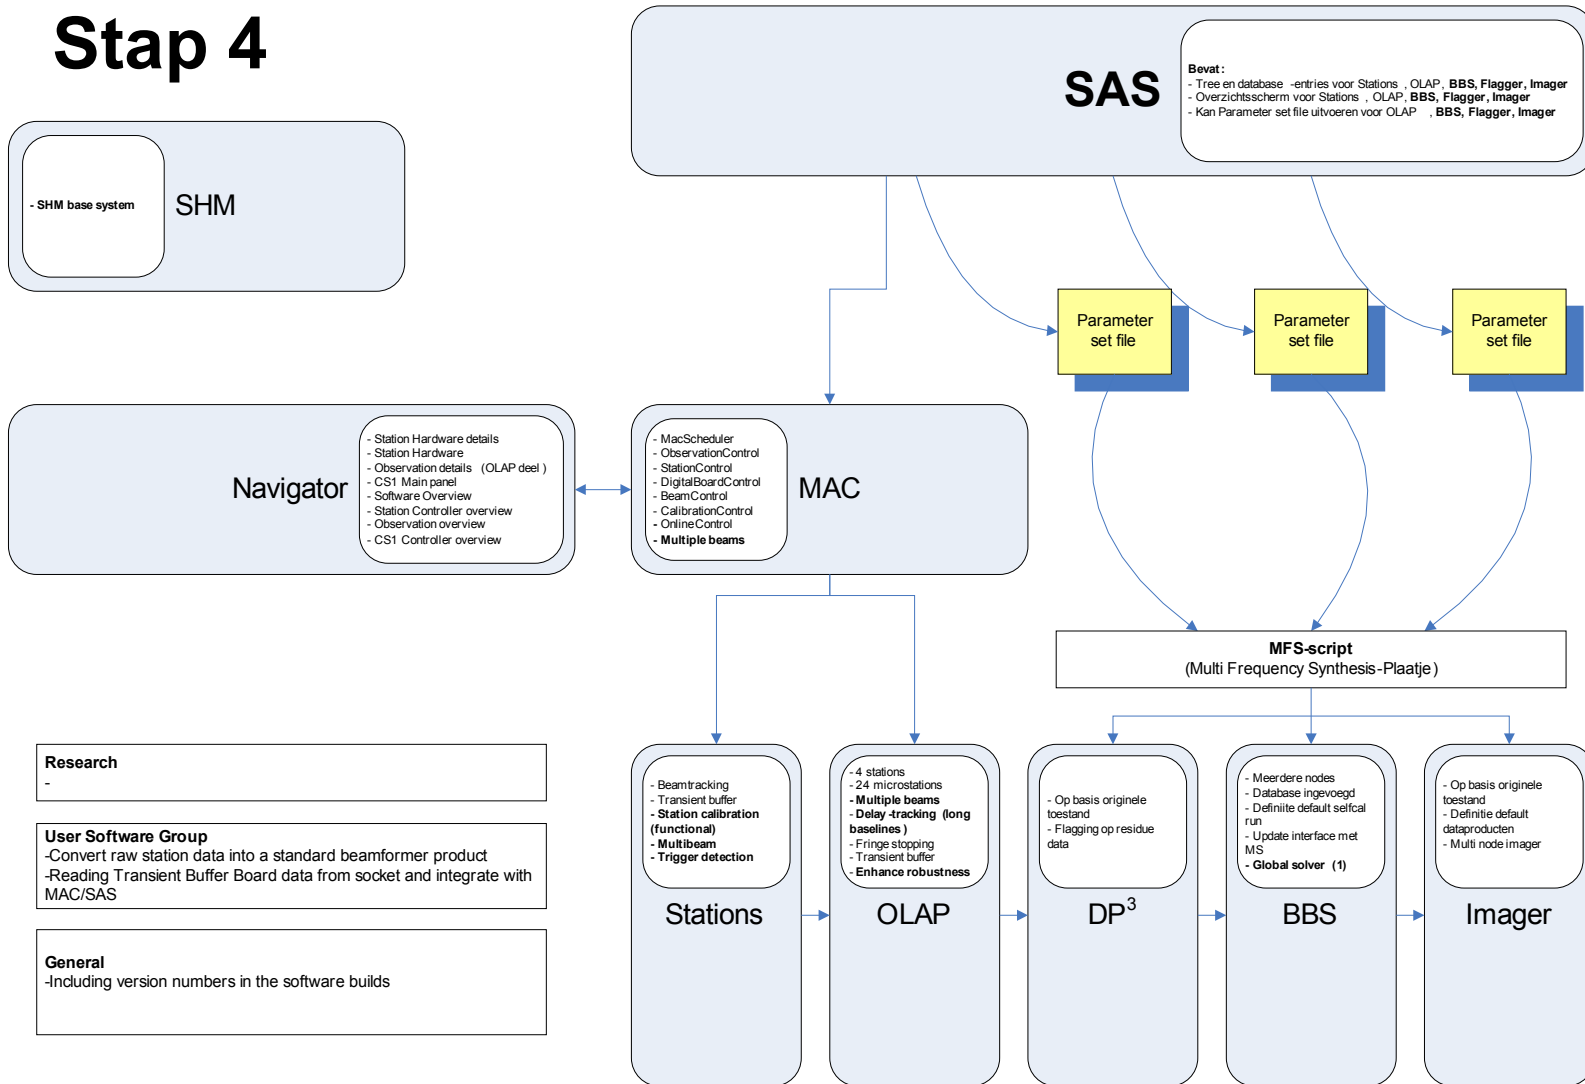 Stap 4
SAS
Bevat :
- Tree en database -entries voor Stations , OLAP, BBS, Flagger, Imager
- Overzichtsscherm voor Stations , OLAP, BBS, Flagger, Imager
- Kan Parameter set file uitvoeren voor OLAP , BBS, Flagger, Imager
- SHM base system
SHM
Parameter
set file
Parameter
set file
Parameter
set file
Navigator
- Station Hardware details
- Station Hardware
- Observation details (OLAP deel )
- CS1 Main panel
- Software Overview
- Station Controller overview
- Observation overview
- CS1 Controller overview
- MacScheduler
- ObservationControl
- StationControl
- DigitalBoardControl
- BeamControl
- CalibrationControl
- OnlineControl
- Multiple beams
MAC
MFS-script
(Multi Frequency Synthesis-Plaatje )
Research
-
User Software Group
-Convert raw station data into a standard beamformer product
-Reading Transient Buffer Board data from socket and integrate with
MAC/SAS
General
-Including version numbers in the software builds
- Beamtracking
- Transient buffer
- Station calibration
(functional)
- Multibeam
- Trigger detection
Stations
- 4 stations
- 24 microstations
- Multiple beams
- Delay -tracking (long
baselines )
- Fringe stopping
- Transient buffer
- Enhance robustness
OLAP
- Op basis originele
toestand
- Flagging op residue
data
DP3
- Meerdere nodes
- Database ingevoegd
- Definiite default selfcal
run
- Update interface met
MS
- Global solver (1)
BBS
- Op basis originele
toestand
- Definitie default
dataproducten
- Multi node imager
Imager